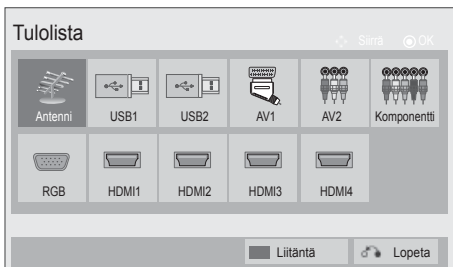 Tulolista
Siirrä OK
Antenni USB1 USB2 AV1 AV2 Komponentti
RGB HDMI1 HDMI2 HDMI3 HDMI4
Liitäntä Lopeta